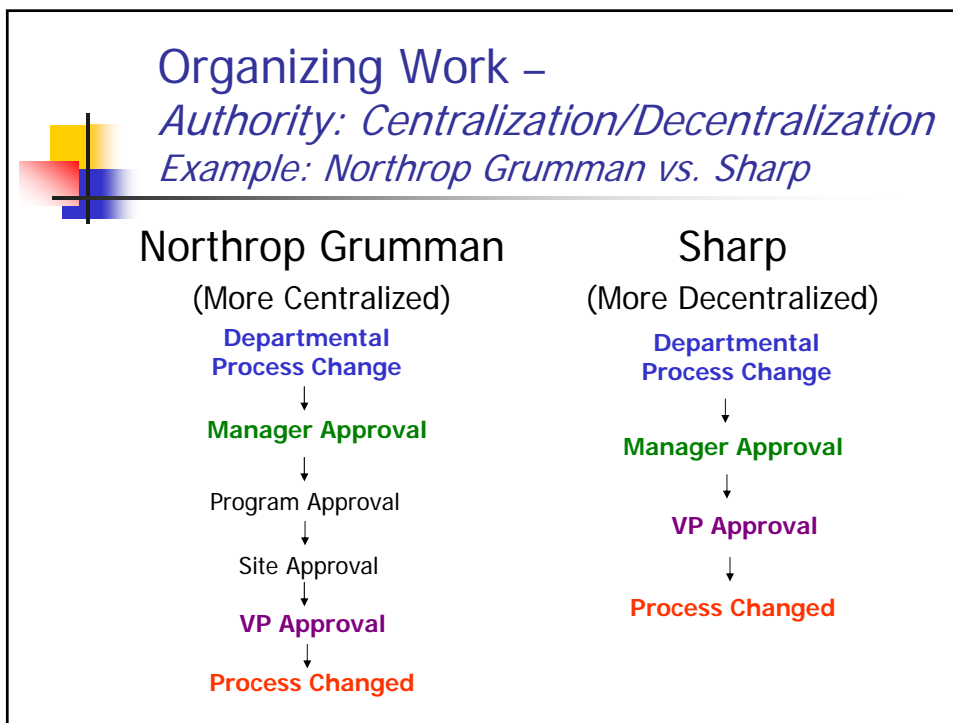 Organizing Work –
Authority: Centralization/Decentralization
Example: Northrop Grumman vs. Sharp
Northrop Grumman
(More Centralized)
Departmental
Process Change
Manager Approval
Program Approval
Site Approval
VP Approval
Process Changed
Sharp
(More Decentralized)
Departmental
Process Change
Manager Approval
VP Approval
Process Changed